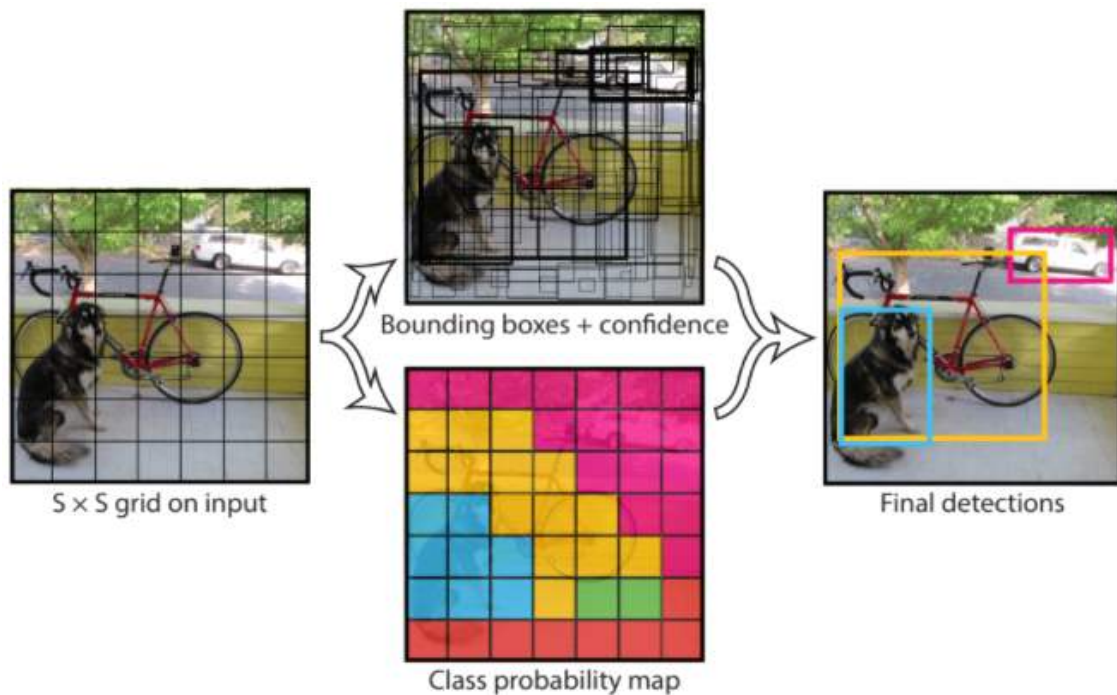 Bounding boxes + confidence
S × S grid on input
Final detections
Class probability map